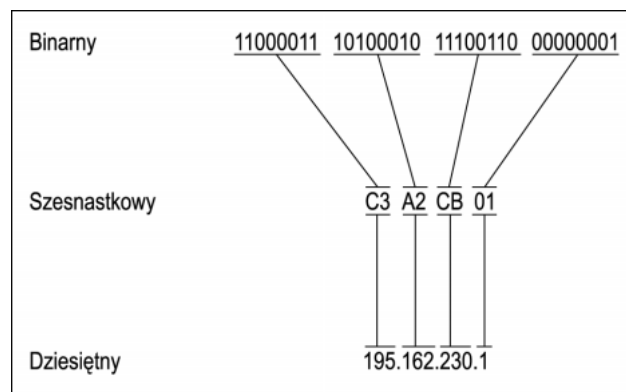 Binarny 11000011 10100010 11100110 00000001
Szesnastkowy C3 A2 CB 01
Dziesiętny 195.162.230.1